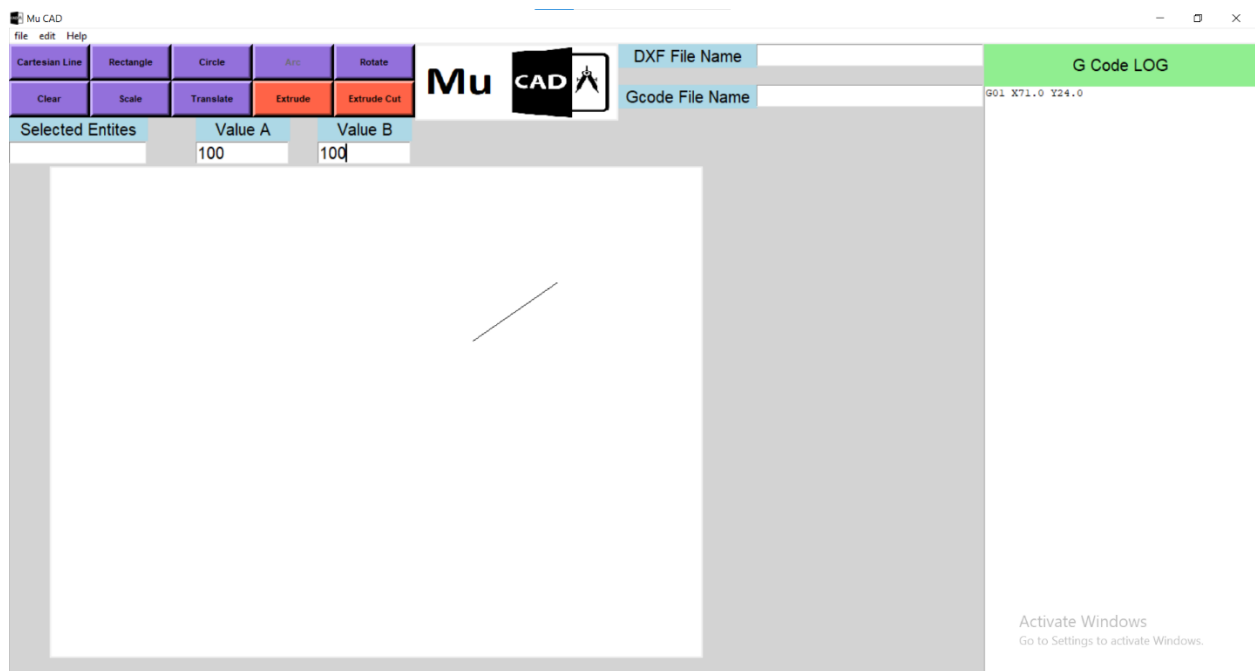 Mu CAD
file edit Help
Cartesian Line Rectangle Circle Arc Rotate
Clear Scale Translate Extrude Extrude Cut
Mu CAD
DXF File Name
Gcode File Name
G Code LOG
G01 X71.0 Y24.0
Selected Entites Value A Value B
100 100
Activate Windows
Go to Settings to activate Windows.